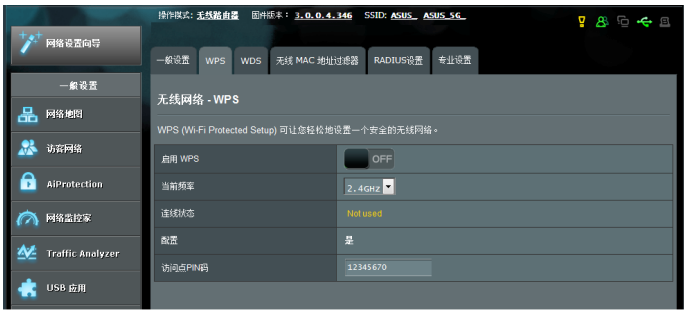 操作模式: 无线路由器 固件版本: 3.0.0.4.346 SSID: ASUS_ ASUS_5G_
网络设置向导
一般设置 WPS WDS 无线 MAC 地址过滤器 RADIUS设置 专业设置
一般设置
无线网络 - WPS
网络地图
WPS (Wi-Fi Protected Setup) 可让您轻松地设置一个安全的无线网络。
访客网络
启用 WPS OFF
AiProtection
当前频率 2.4GHz
网络监控家
连线状态 Not used
配置 是
Traffic Analyzer
访问点PIN码 12345670
USB 应用